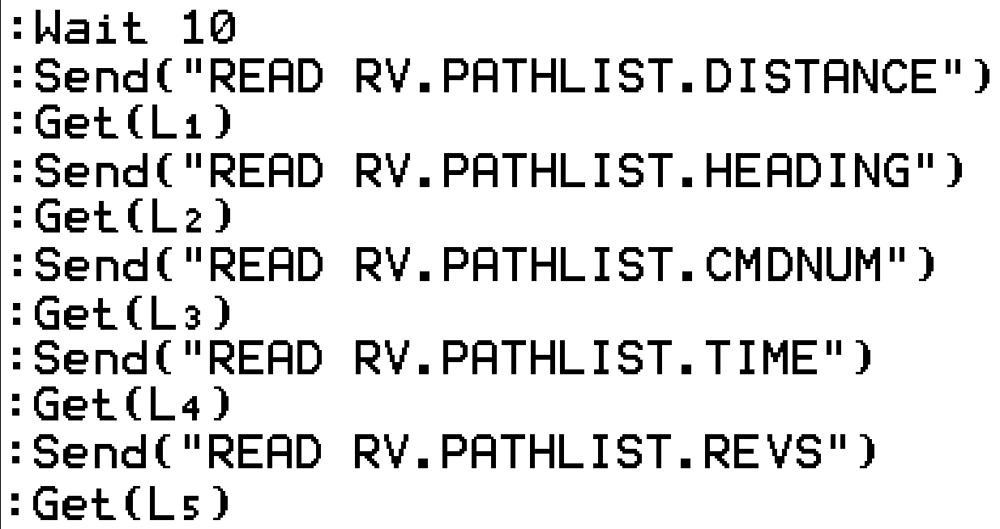 :Wait 10
:Send("READ RV.PATHLIST.DISTANCE")
:Get(L₁)
:Send("READ RV.PATHLIST.HEADING")
:Get(L₂)
:Send("READ RV.PATHLIST.CMDNUM")
:Get(L₃)
:Send("READ RV.PATHLIST.TIME")
:Get(L₄)
:Send("READ RV.PATHLIST.REVS")
:Get(L₅)